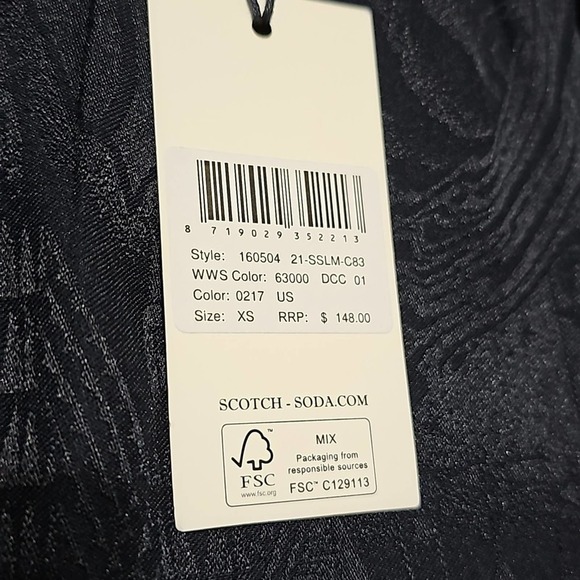 8 719029 352213
Style: 160504 21-SSLM-C83
WWS Color: 63000 DCC 01
Color: 0217 US
Size: XS RRP: $ 148.00
SCOTCH - SODA.COM
FSC
www.fsc.org
MIX
Packaging from
responsible sources
FSC™ C129113